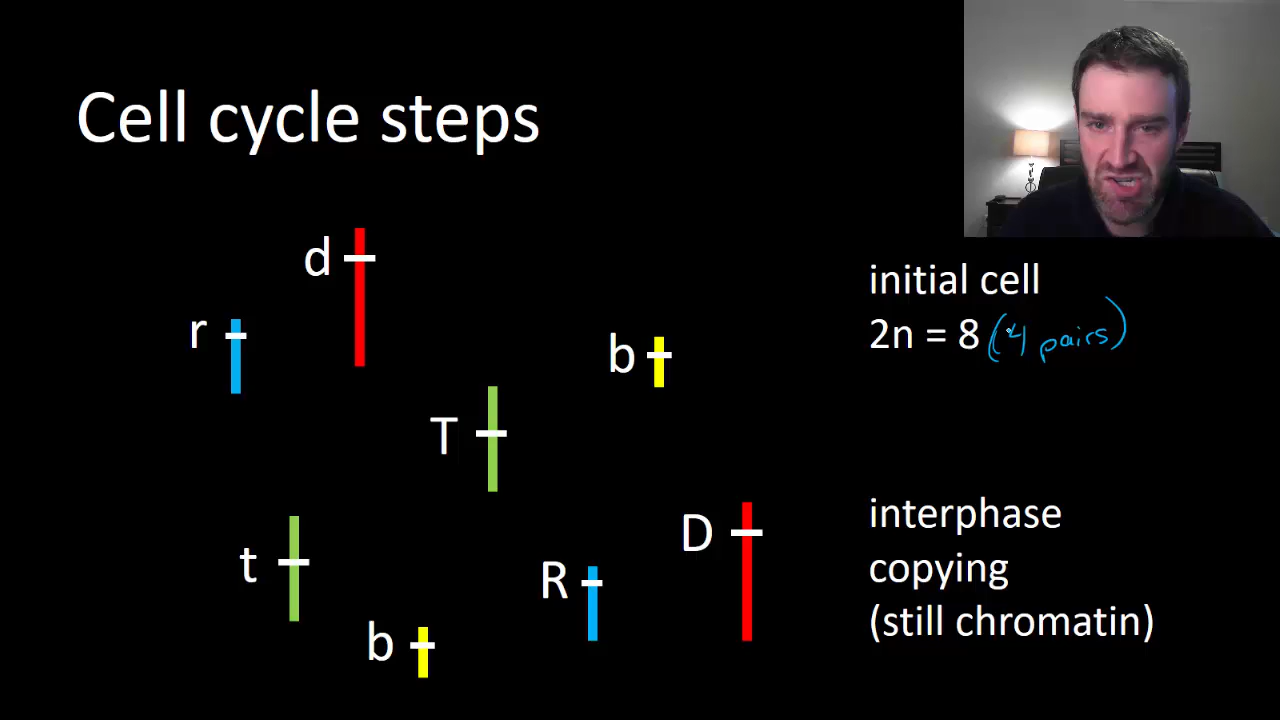 Cell cycle steps
d
r
b
T
t
R
D
b
initial cell
2n = 8 (4 pairs)
interphase
copying
(still chromatin)